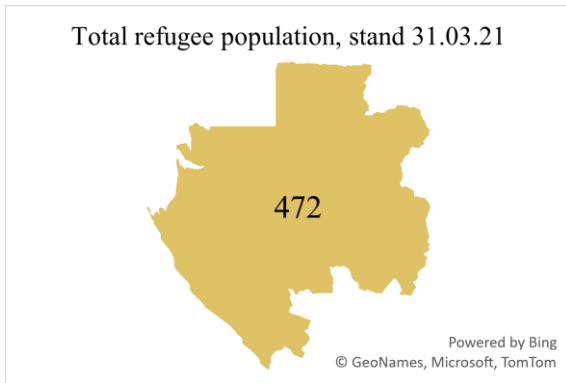 Total refugee population, stand 31.03.21
472
Powered by Bing
© GeoNames, Microsoft, TomTom